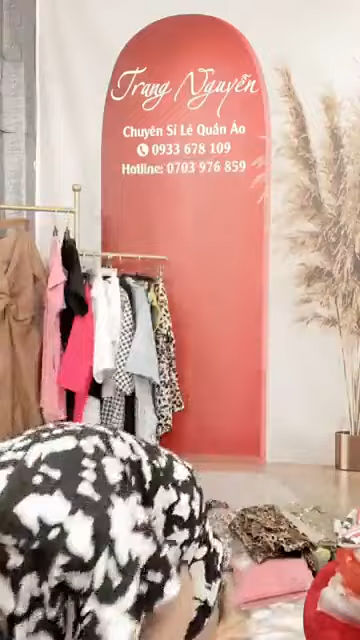 Trang Nguyễn
Chuyên Sỉ Lẻ Quần Áo
0933 678 109
Hotline: 0703 976 859